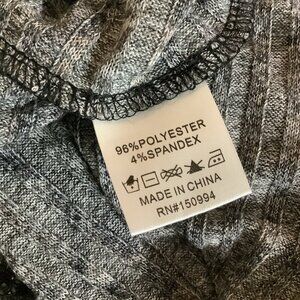 96%POLYESTER
4%SPANDEX
MADE IN CHINA
RN#150994